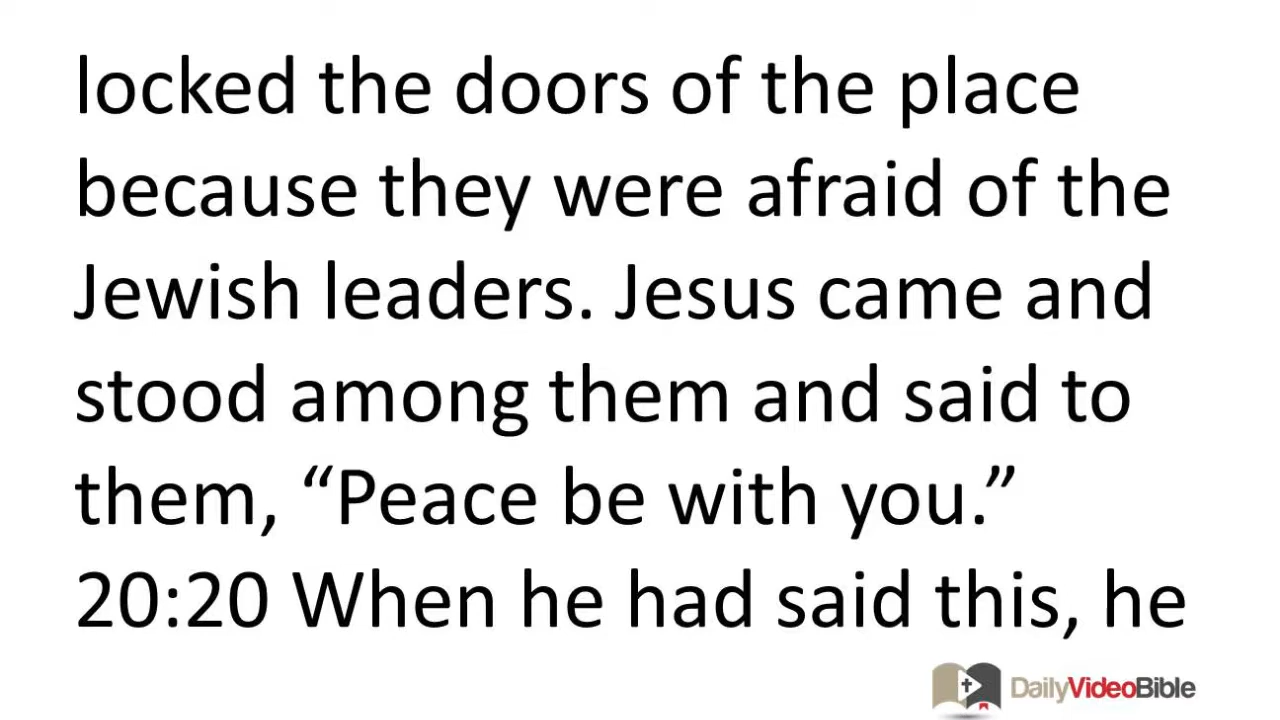 locked the doors of the place
because they were afraid of the
Jewish leaders. Jesus came and
stood among them and said to
them, “Peace be with you.”
20:20 When he had said this, he
DailyVideoBible